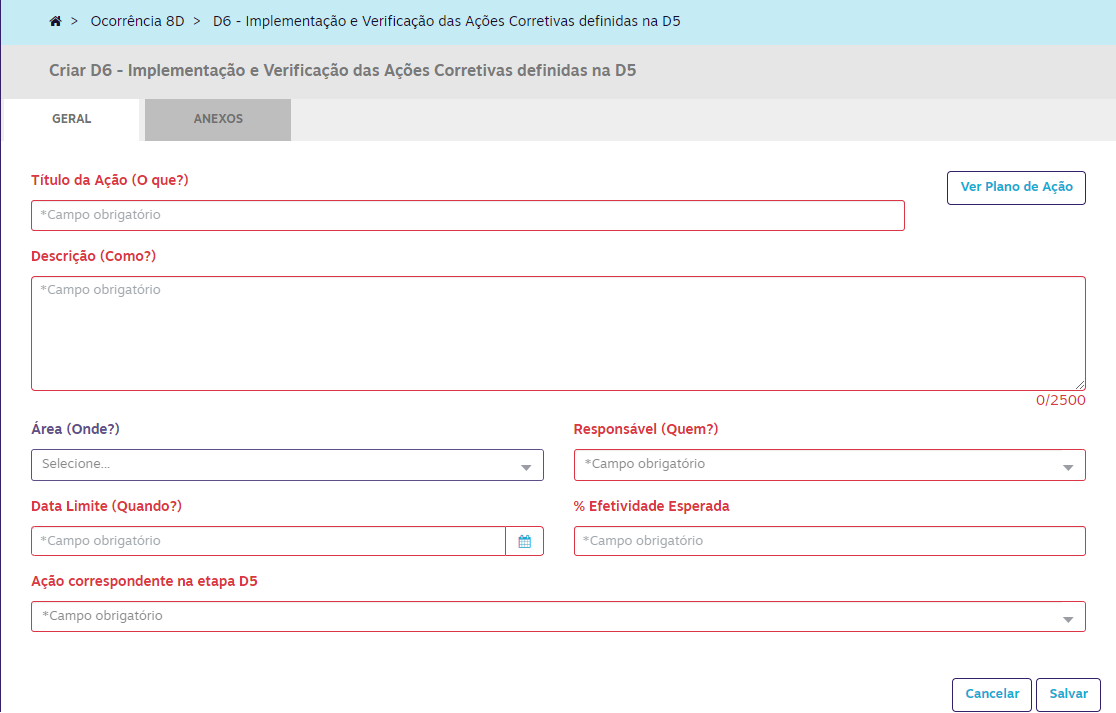 > Ocorrência 8D > D6 - Implementação e Verificação das Ações Corretivas definidas na D5
Criar D6 - Implementação e Verificação das Ações Corretivas definidas na D5
GERAL ANEXOS
Título da Ação (O que?)
Ver Plano de Ação
*Campo obrigatório
Descrição (Como?)
*Campo obrigatório
0/2500
Área (Onde?) Responsável (Quem?)
Selecione... *Campo obrigatório
Data Limite (Quando?) % Efetividade Esperada
*Campo obrigatório *Campo obrigatório
Ação correspondente na etapa D5
*Campo obrigatório
Cancelar Salvar